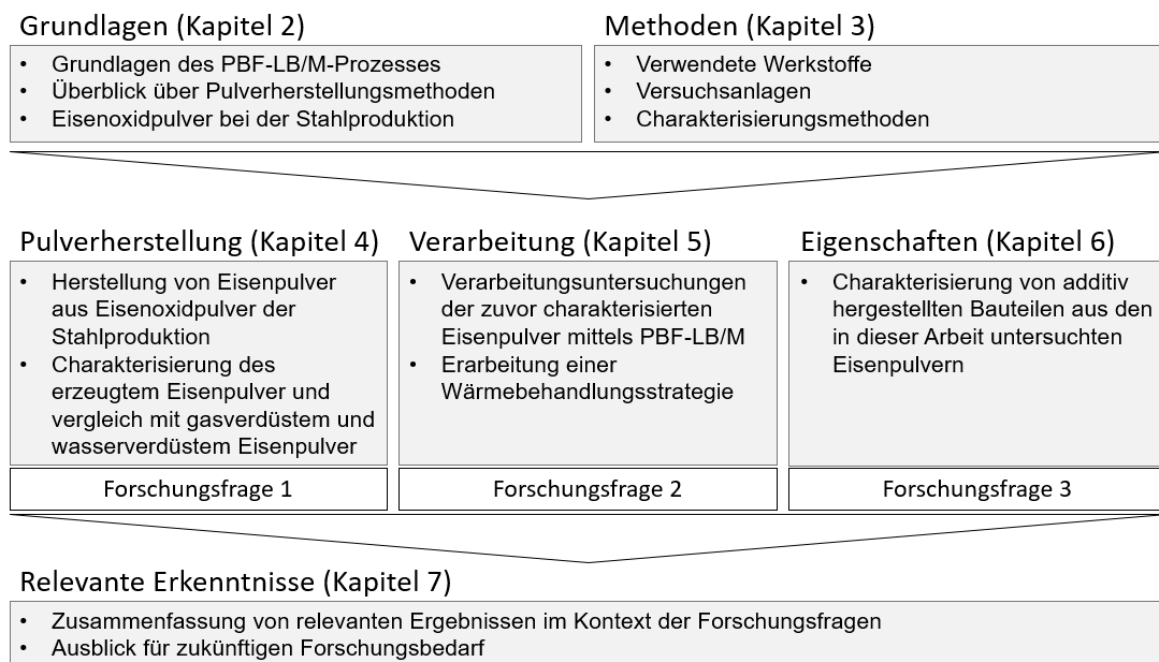 Grundlagen (Kapitel 2)
• Grundlagen des PBF-LB/M-Prozesses
• Überblick über Pulverherstellungsmethoden
• Eisenoxidpulver bei der Stahlproduktion
Methoden (Kapitel 3)
• Verwendete Werkstoffe
• Versuchsanlagen
• Charakterisierungsmethoden
Pulverherstellung (Kapitel 4)
• Herstellung von Eisenpulver
aus Eisenoxidpulver der
Stahlproduktion
• Charakterisierung des
erzeugtem Eisenpulver und
vergleich mit gasverdüstem und
wasserverdüstem Eisenpulver
Forschungsfrage 1
Verarbeitung (Kapitel 5)
• Verarbeitungsuntersuchungen
der zuvor charakterisierten
Eisenpulver mittels PBF-LB/M
• Erarbeitung einer
Wärmebehandlungsstrategie
Forschungsfrage 2
Eigenschaften (Kapitel 6)
• Charakterisierung von additiv
hergestellten Bauteilen aus den
in dieser Arbeit untersuchten
Eisenpulvern
Forschungsfrage 3
Relevante Erkenntnisse (Kapitel 7)
• Zusammenfassung von relevanten Ergebnissen im Kontext der Forschungsfragen
• Ausblick für zukünftigen Forschungsbedarf